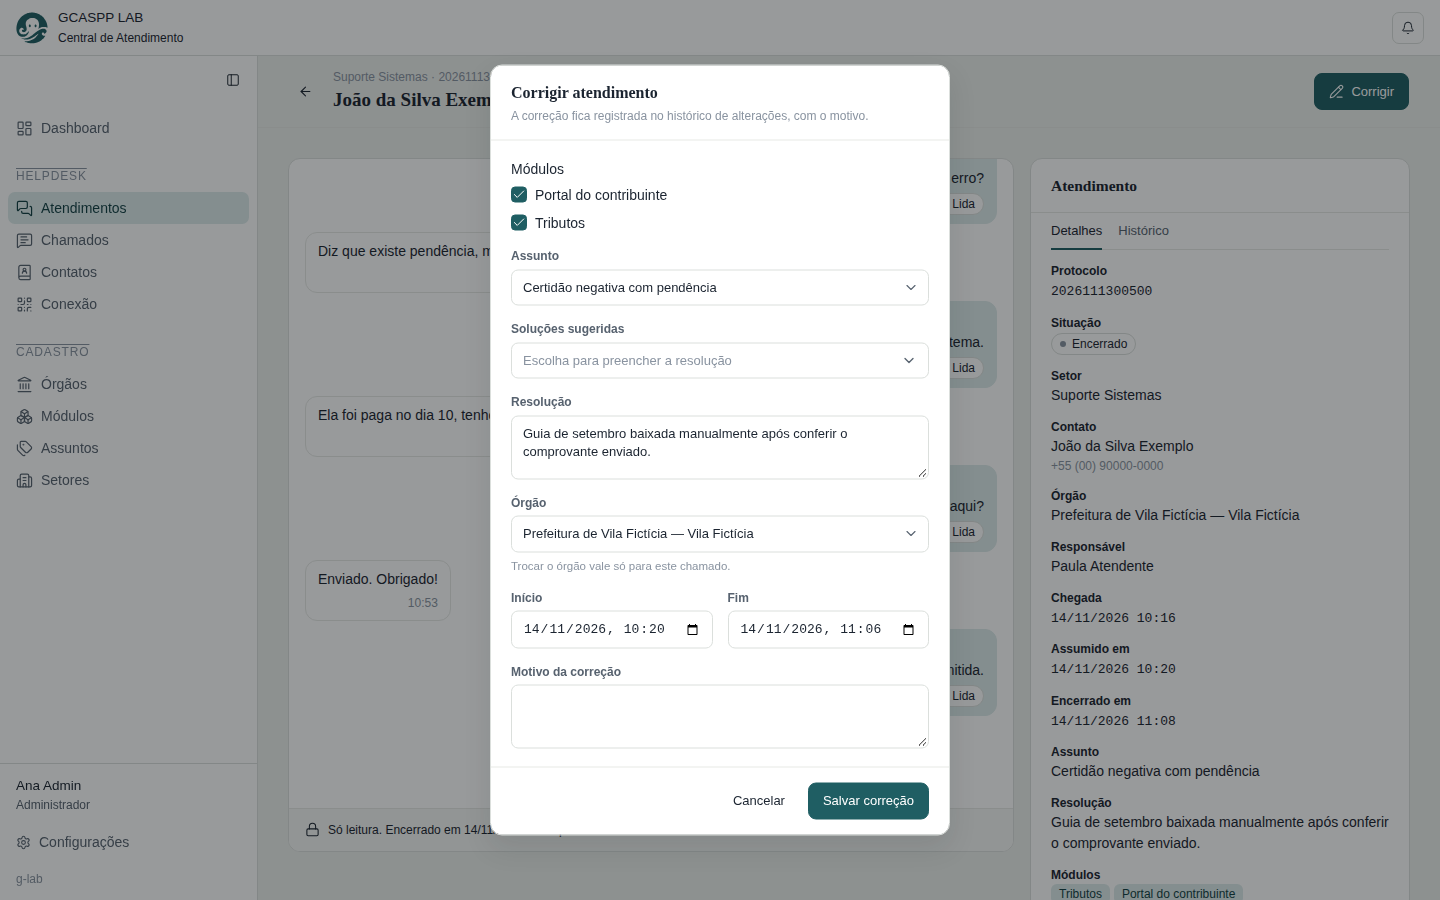 GCASPP LAB
Central de Atendimento
Dashboard
HELPDESK
Atendimentos
Chamados
Contatos
Conexão
CADASTRO
Órgãos
Módulos
Assuntos
Setores
Ana Admin
Administrador
Configurações
g-lab
Suporte Sistemas · 20261113
João da Silva Exem
Corrigir
erro?
Lida
Diz que existe pendência,
tema.
Lida
Ela foi paga no dia 10,
aqui?
Lida
Enviado. Obrigado!
10:53
Lida
Só leitura. Encerrado em 14/11
Corrigir atendimento
A correção fica registrada no histórico de alterações, com o motivo.
Módulos
Portal do contribuinte
Tributos
Assunto
Certidão negativa com pendência
Soluções sugeridas
Escolha para preencher a resolução
Resolução
Guia de setembro baixada manualmente após conferir o
comprovante enviado.
Órgão
Prefeitura de Vila Fictícia — Vila Fictícia
Trocar o órgão vale só para este chamado.
Início
Fim
14/11/2026, 10:20
14/11/2026, 11:06
Motivo da correção
Cancelar
Salvar correção
Atendimento
Detalhes
Histórico
Protocolo
2026111300500
Situação
Encerrado
Setor
Suporte Sistemas
Contato
João da Silva Exemplo
+55 (00) 90000-0000
Órgão
Prefeitura de Vila Fictícia — Vila Fictícia
Responsável
Paula Atendente
Chegada
14/11/2026 10:16
Assumido em
14/11/2026 10:20
Encerrado em
14/11/2026 11:08
Assunto
Certidão negativa com pendência
Resolução
Guia de setembro baixada manualmente após conferir
o comprovante enviado.
Módulos
Tributos
Portal do contribuinte